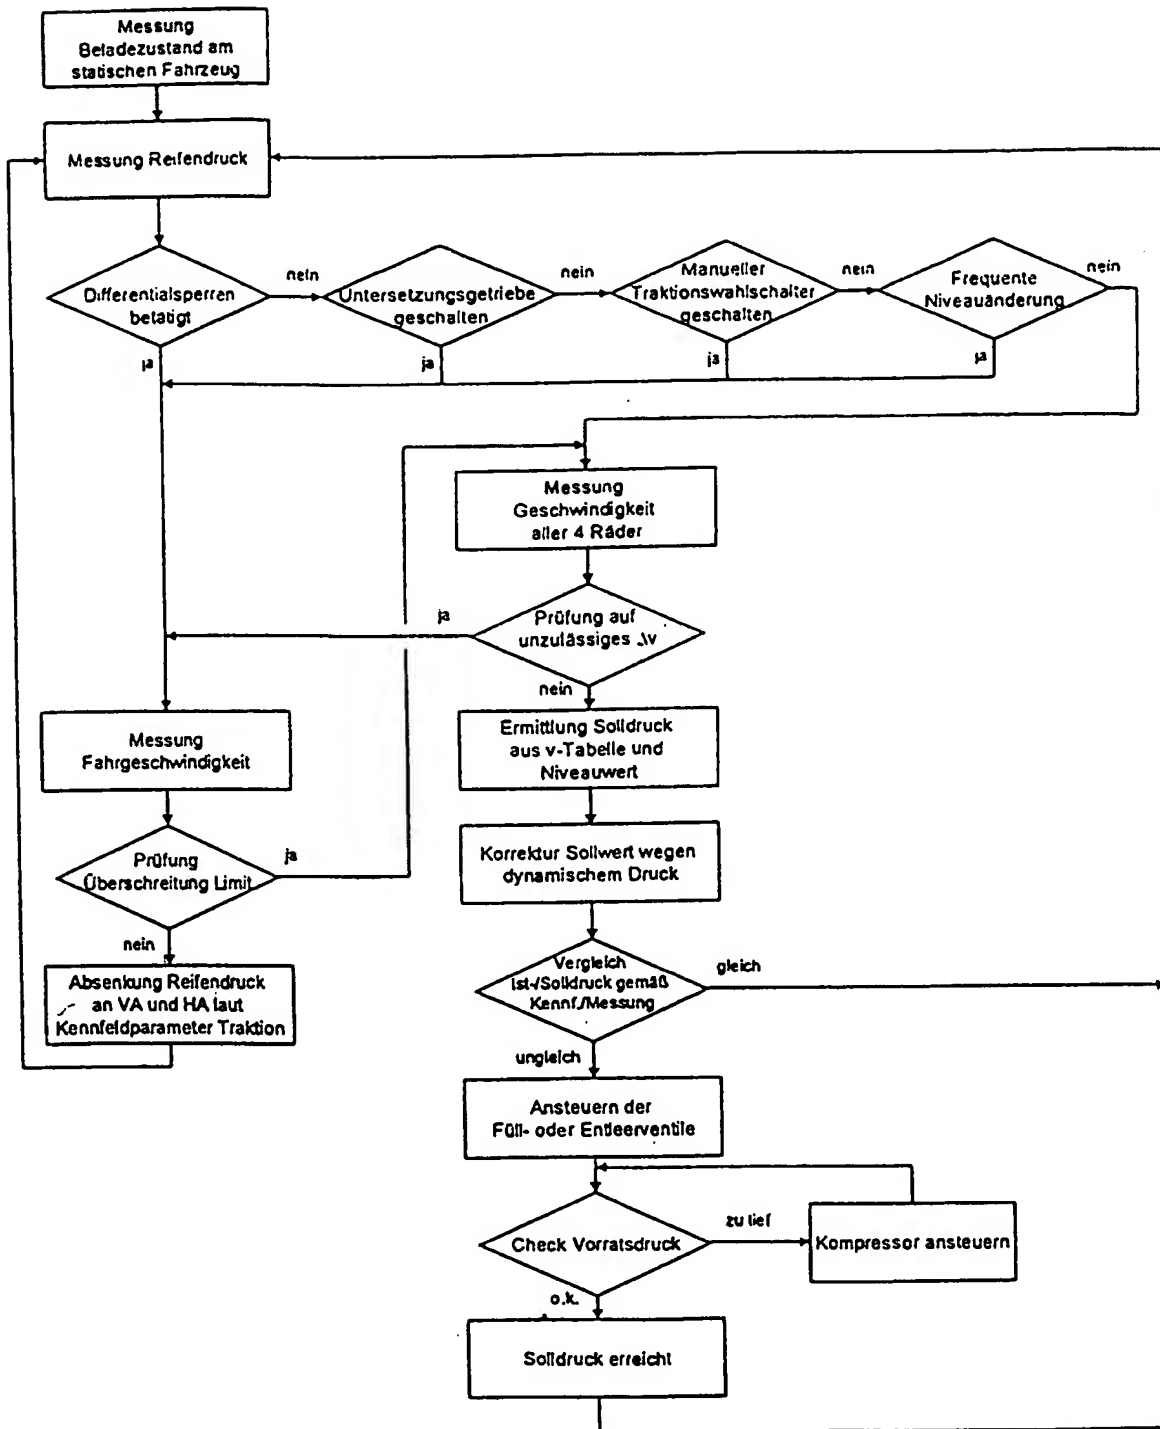 Messung
Beladezustand am
statischen Fahrzeug
Messung Reifendruck
Differentialsperren
betätigt
nein
Untersetzungsgetriebe
geschalten
nein
Manueller
Traktionswahlschalter
geschalten
nein
Frequente
Niveauänderung
nein
ja
ja
ja
ja
Messung
Geschwindigkeit
aller 4 Räder
Prüfung auf
unzulässiges Δv
ja
nein
Messung
Fahrgeschwindigkeit
Ermittlung Solldruck
aus v-Tabelle und
Niveauwert
Prüfung
Überschreitung Limit
ja
nein
Korrektur Sollwert wegen
dynamischem Druck
Absenkung Reifendruck
an VA und HA laut
Kennfeldparameter Traktion
Vergleich
Ist-/Solldruck gemäß
Kennf./Messung
gleich
ungleich
Ansteuern der
Füll- oder Entleerventile
Check Vorratsdruck
zu tief
Kompressor ansteuern
o.k.
Solldruck erreicht